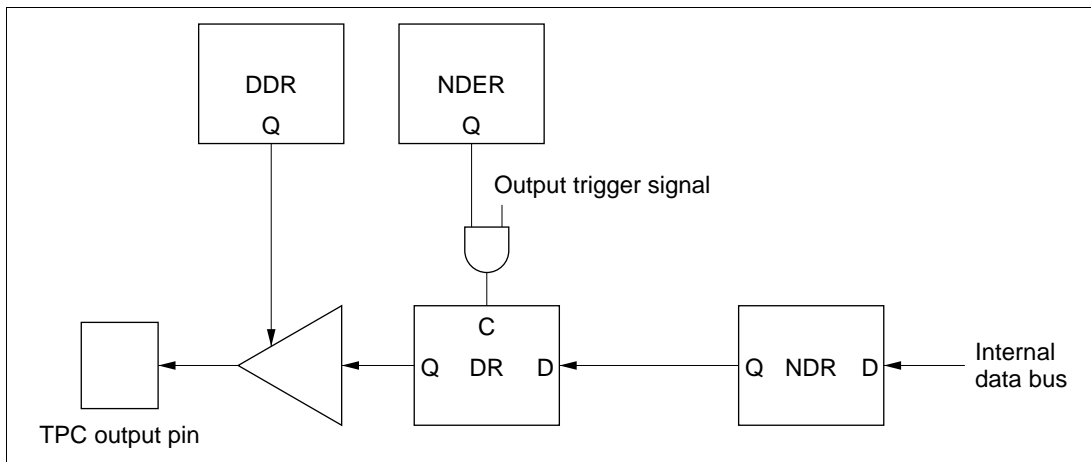 DDR
Q
NDER
Q
Output trigger signal
C
Q DR D
Q NDR D
Internal
data bus
TPC output pin